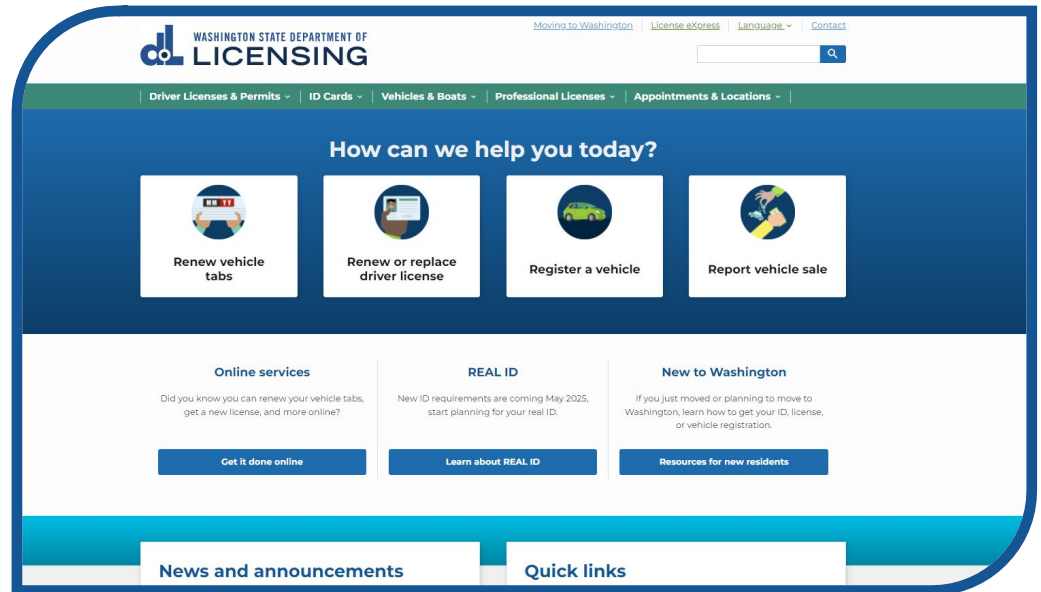 Moving to Washington License eXpress Language Contact
doL WASHINGTON STATE DEPARTMENT OF
LICENSING
Driver Licenses & Permits ID Cards Vehicles & Boats Professional Licenses Appointments & Locations
How can we help you today?
Renew vehicle
tabs
Renew or replace
driver license
Register a vehicle
Report vehicle sale
Online services
Did you know you can renew your vehicle tabs,
get a new license, and more online?
Get it done online
REAL ID
New ID requirements are coming May 2025,
start planning for your real ID.
Learn about REAL ID
New to Washington
If you just moved or planning to move to
Washington, learn how to get your ID, license,
or vehicle registration.
Resources for new residents
News and announcements
Quick links